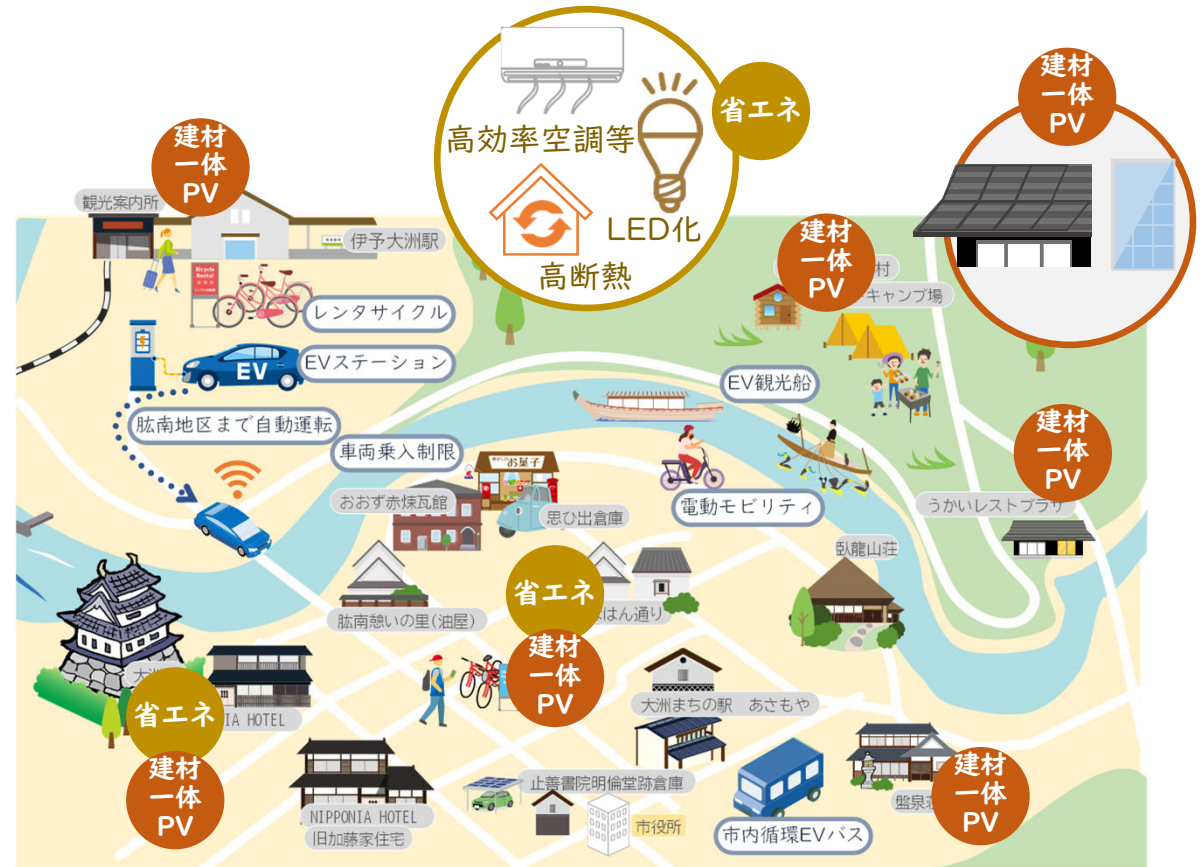 建材
一体
PV
高効率空調等
LED化
高断熱
省エネ
建材
一体
PV
観光案内所
伊予大洲駅
Bicycle
Rental
レンタサイクル
EV
EVステーション
肱南地区まで自動運転
車両乗入制限
建材
一体
PV
村
キャンプ場
EV観光船
電動モビリティ
建材
一体
PV
うかいレストプラザ
お菓子
おおず赤煉瓦館
思ひ出倉庫
臥龍山荘
肱南憩いの里(油屋)
はん通り
省エネ
建材
一体
PV
大洲
IA HOTEL
省エネ
建材
一体
PV
大洲まちの駅 あさもや
NIPPONIA HOTEL
旧加藤家住宅
止善書院明倫堂跡倉庫
市役所
市内循環EVバス
盤泉荘
建材
一体
PV